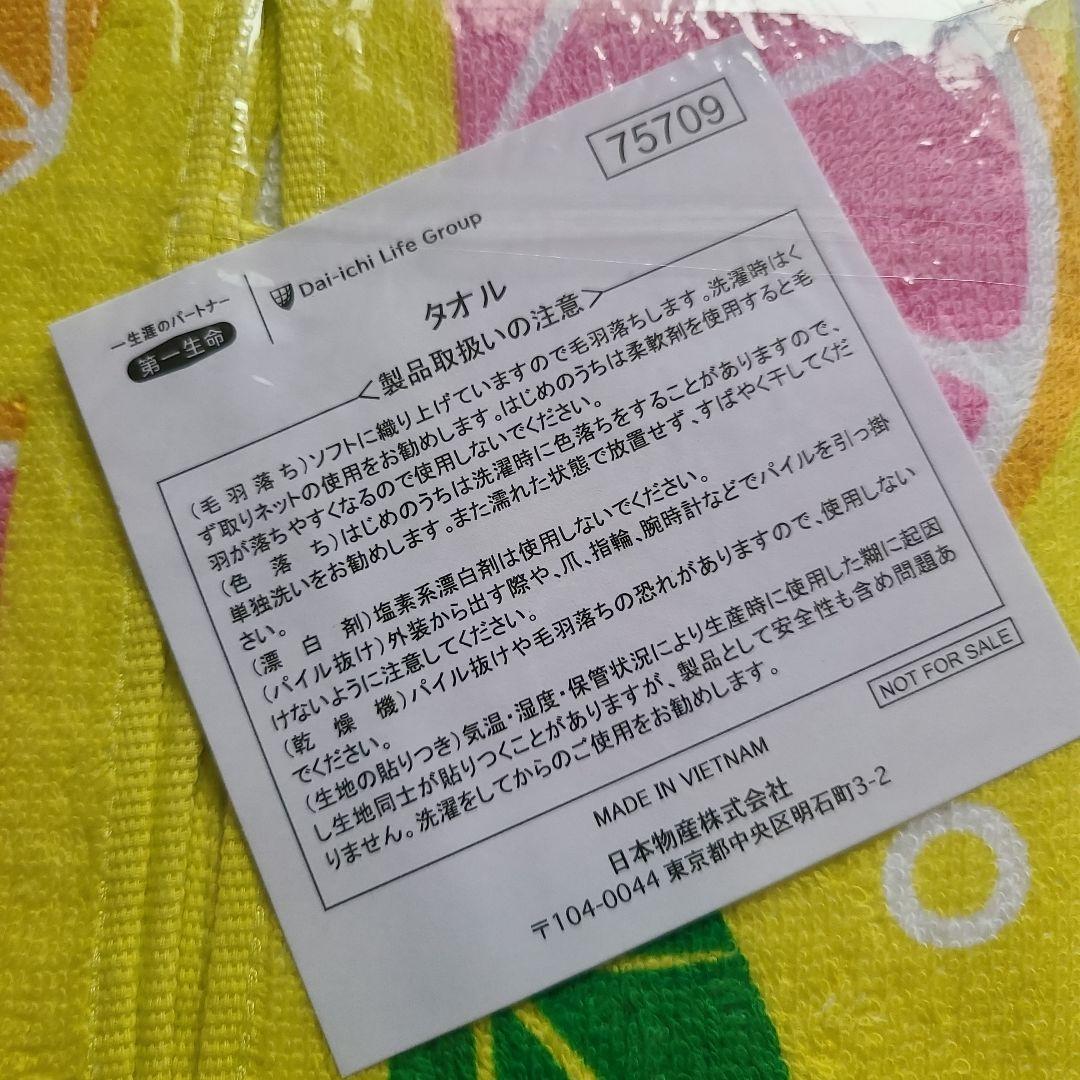 75709
一生涯のパートナー
第一生命
Dai-ichi Life Group
タオル
<製品取扱いの注意>
(毛羽落ち)ソフトに織り上げていますので毛羽落ちします。洗濯時はく
ず取りネットの使用をお勧めします。はじめのうちは柔軟剤を使用すると毛
羽が落ちやすくなるので使用しないでください。
(色落ち)はじめのうちは洗濯時に色落ちをすることがありますので、
単独洗いをお勧めします。また濡れた状態で放置せず、すばやく干してくだ
さい。
(漂白剤)塩素系漂白剤は使用しないでください。
(パイル抜け)外装から出す際や、爪、指輪、腕時計などでパイルを引っ掛
けないように注意してください。
(乾燥機)パイル抜けや毛羽落ちの恐れがありますので、使用しない
でください。
(生地の貼りつき)気温・湿度・保管状況により生産時に使用した糊に起因
し生地同士が貼りつくことがありますが、製品として安全性も含め問題あ
りません。洗濯をしてからのご使用をお勧めします。
NOT FOR SALE
MADE IN VIETNAM
日本物産株式会社
〒104-0044 東京都中央区明石町3-2